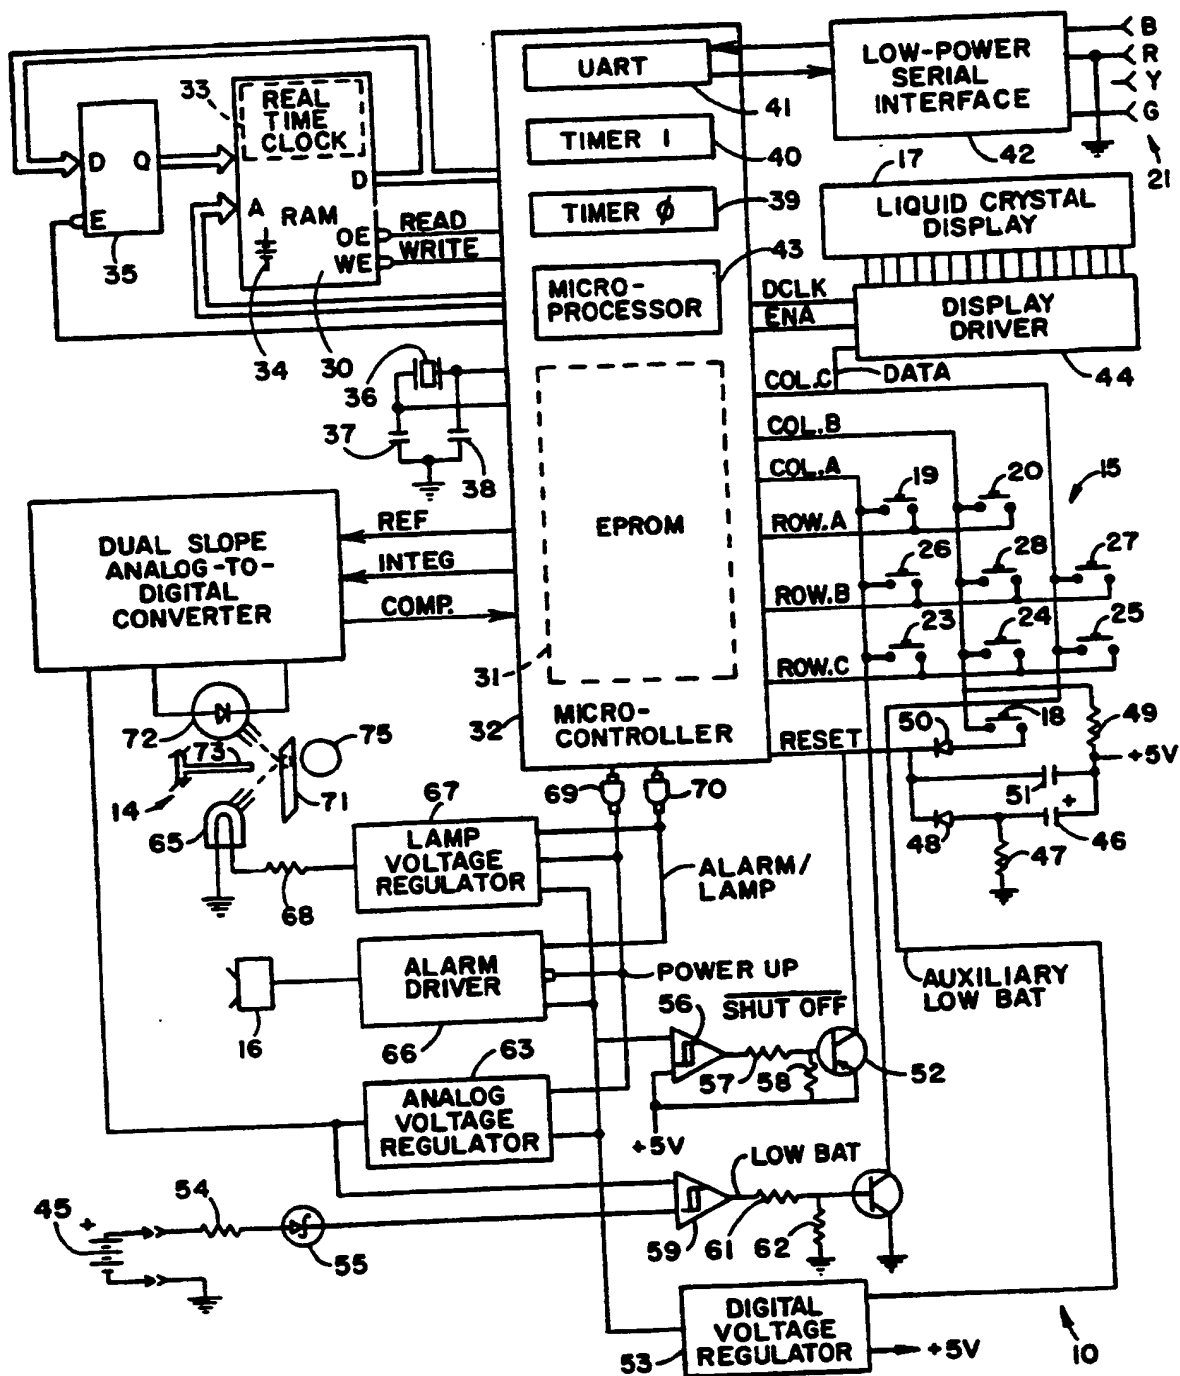 UART
41
LOW-POWER
SERIAL
INTERFACE
42
B
R
Y
G
21
33
REAL
TIME
CLOCK
D
Q
E
35
A
RAM
D
OE
WE
READ
WRITE
34
30
TIMER 1
40
TIMER Ø
39
MICRO-
PROCESSOR
43
17
LIQUID CRYSTAL
DISPLAY
DCLK
ENA
DISPLAY
DRIVER
44
COL.C
DATA
COL.B
COL.A
36
37
38
EPROM
31
32
MICRO-
CONTROLLER
ROW.A
ROW.B
ROW.C
19
20
15
26
28
27
23
24
25
DUAL SLOPE
ANALOG-TO-
DIGITAL
CONVERTER
REF
INTEG
COMP.
RESET
50
18
49
+5V
51
+
48
46
47
72
73
75
14
71
65
68
69
70
67
LAMP
VOLTAGE
REGULATOR
ALARM/
LAMP
ALARM
DRIVER
16
66
POWER UP
SHUT OFF
56
57
58
52
+5V
AUXILIARY
LOW BAT
63
ANALOG
VOLTAGE
REGULATOR
LOW BAT
59
61
62
45
+
54
55
DIGITAL
VOLTAGE
REGULATOR
53
+5V
10